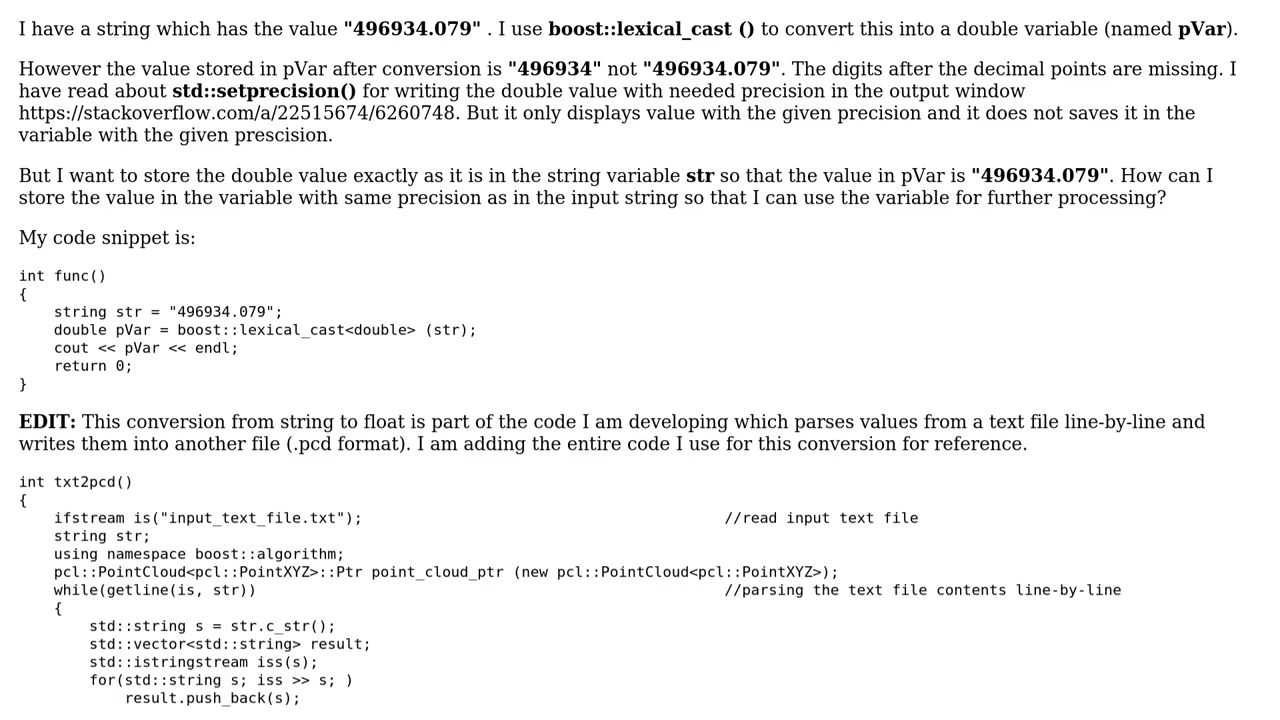 I have a string which has the value "496934.079" . I use boost::lexical_cast () to convert this into a double variable (named pVar).
However the value stored in pVar after conversion is "496934" not "496934.079". The digits after the decimal points are missing. I
have read about std::setprecision() for writing the double value with needed precision in the output window
https://stackoverflow.com/a/22515674/6260748. But it only displays value with the given precision and it does not saves it in the
variable with the given prescision.
But I want to store the double value exactly as it is in the string variable str so that the value in pVar is "496934.079". How can I
store the value in the variable with same precision as in the input string so that I can use the variable for further processing?
My code snippet is:
int func()
{
    string str = "496934.079";
    double pVar = boost::lexical_cast<double> (str);
    cout << pVar << endl;
    return 0;
}
EDIT: This conversion from string to float is part of the code I am developing which parses values from a text file line-by-line and
writes them into another file (.pcd format). I am adding the entire code I use for this conversion for reference.
int txt2pcd()
{
    ifstream is("input_text_file.txt");                                         //read input text file
    string str;
    using namespace boost::algorithm;
    pcl::PointCloud<pcl::PointXYZ>::Ptr point_cloud_ptr (new pcl::PointCloud<pcl::PointXYZ>);
    while(getline(is, str))                                                     //parsing the text file contents line-by-line
    {
        std::string s = str.c_str();
        std::vector<std::string> result;
        std::istringstream iss(s);
        for(std::string s; iss >> s; )
            result.push_back(s);